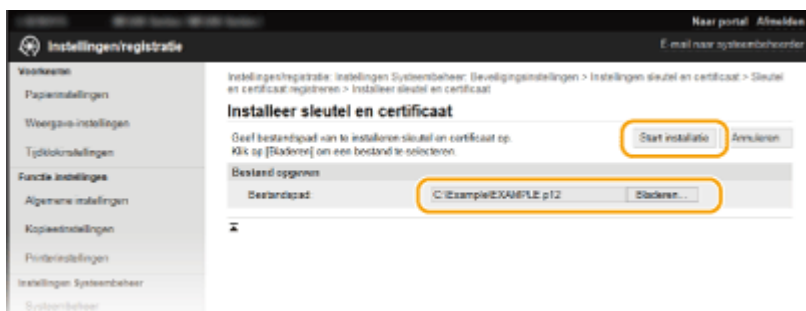 Naar portal Afmelden
Instellingen/registratie
E-mail naar systeembeheerder
Voorkeuren
Papierinstellingen
Weergave-instellingen
Tijdklokinstellingen
Functie instellingen
Algemene instellingen
Kopieerinstellingen
Printerinstellingen
Instellingen Systeembeheer
Systeembeheer
Instellingen/registratie: Instellingen Systeembeheer: Beveiligingsinstellingen > Instellingen sleutel en certificaat > Sleutel
en certificaat registreren > Installeer sleutel en certificaat
Installeer sleutel en certificaat
Geef bestandspad van te installeren sleutel en certificaat op.
Klik op [Bladeren] om een bestand te selecteren.
Start installatie Annuleren
Bestand opgeven
Bestandspad: C:\Example\EXAMPLE.p12 Bladeren...